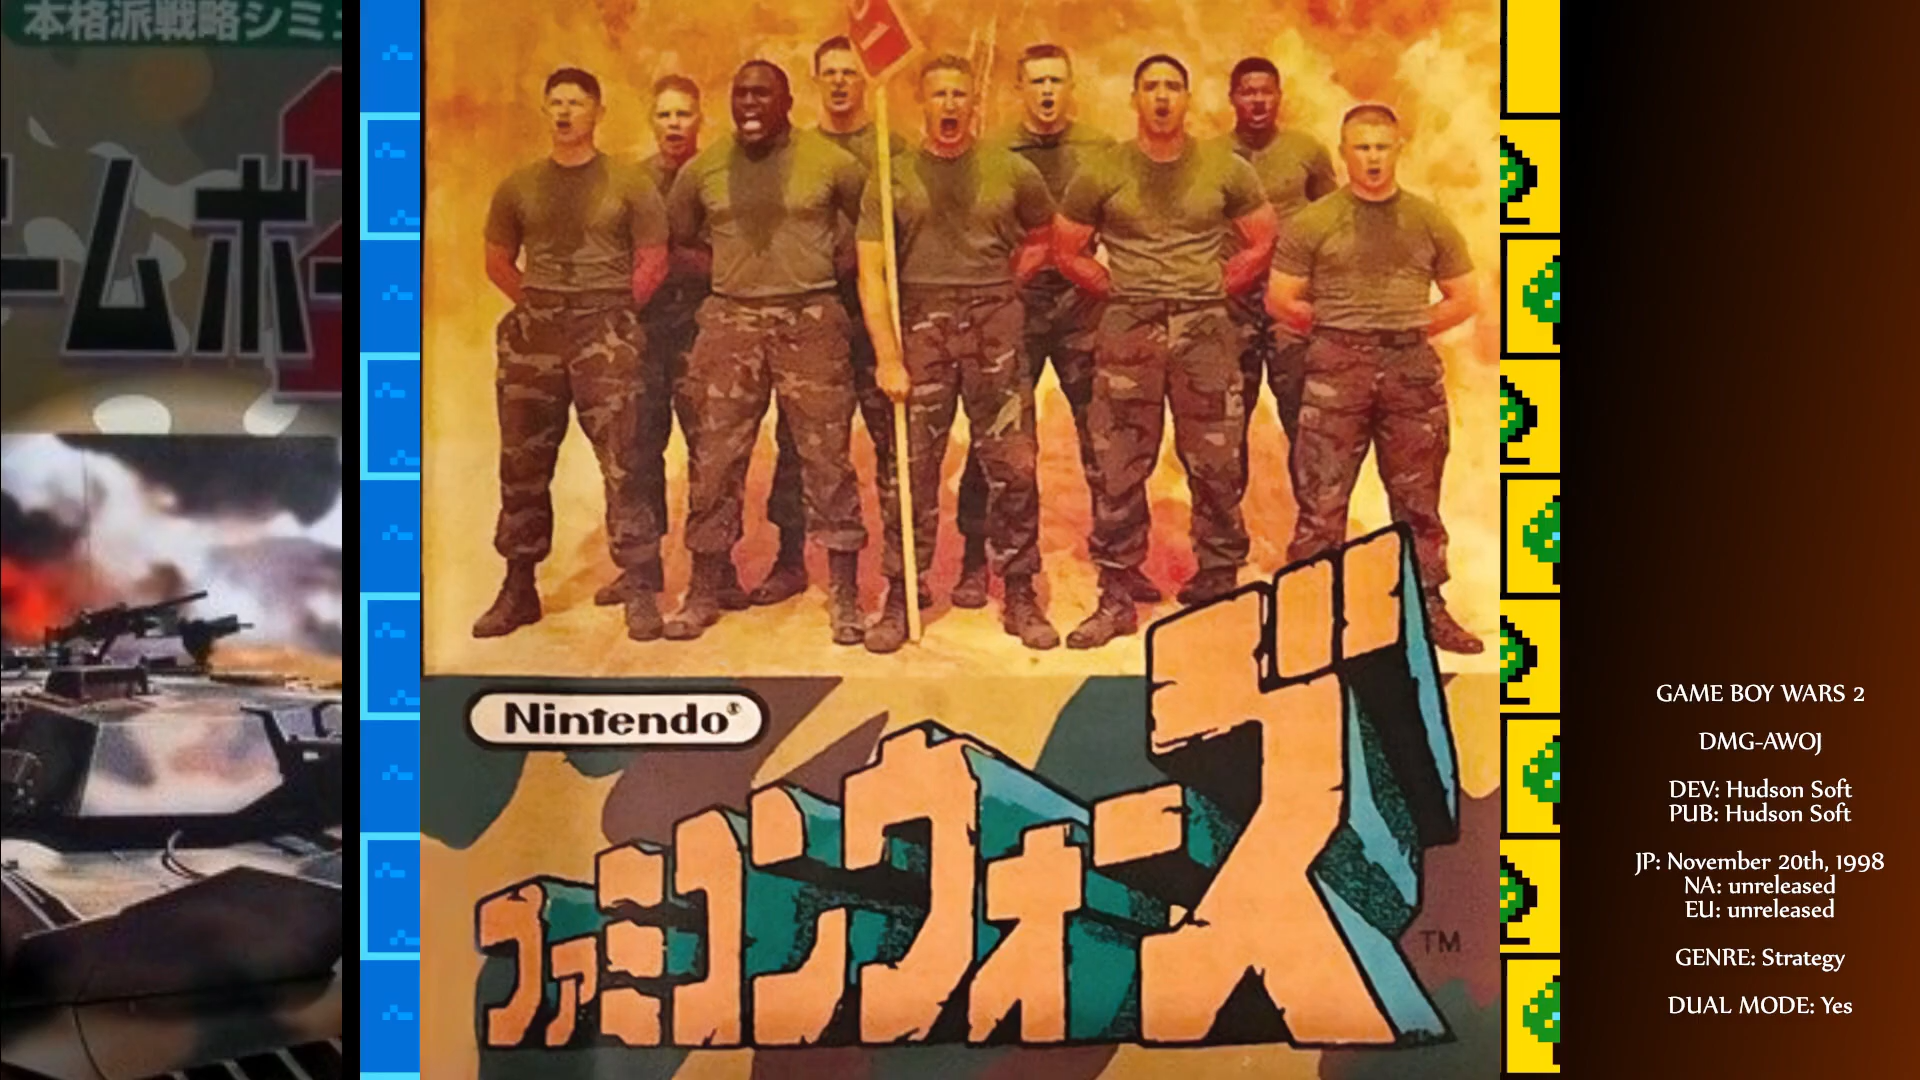 本格派戦略シミュ
ームボー
Nintendo®
ファミコンウォーズ
TM
GAME BOY WARS 2
DMG-AWOJ
DEV: Hudson Soft
PUB: Hudson Soft
JP: November 20th, 1998
NA: unreleased
EU: unreleased
GENRE: Strategy
DUAL MODE: Yes